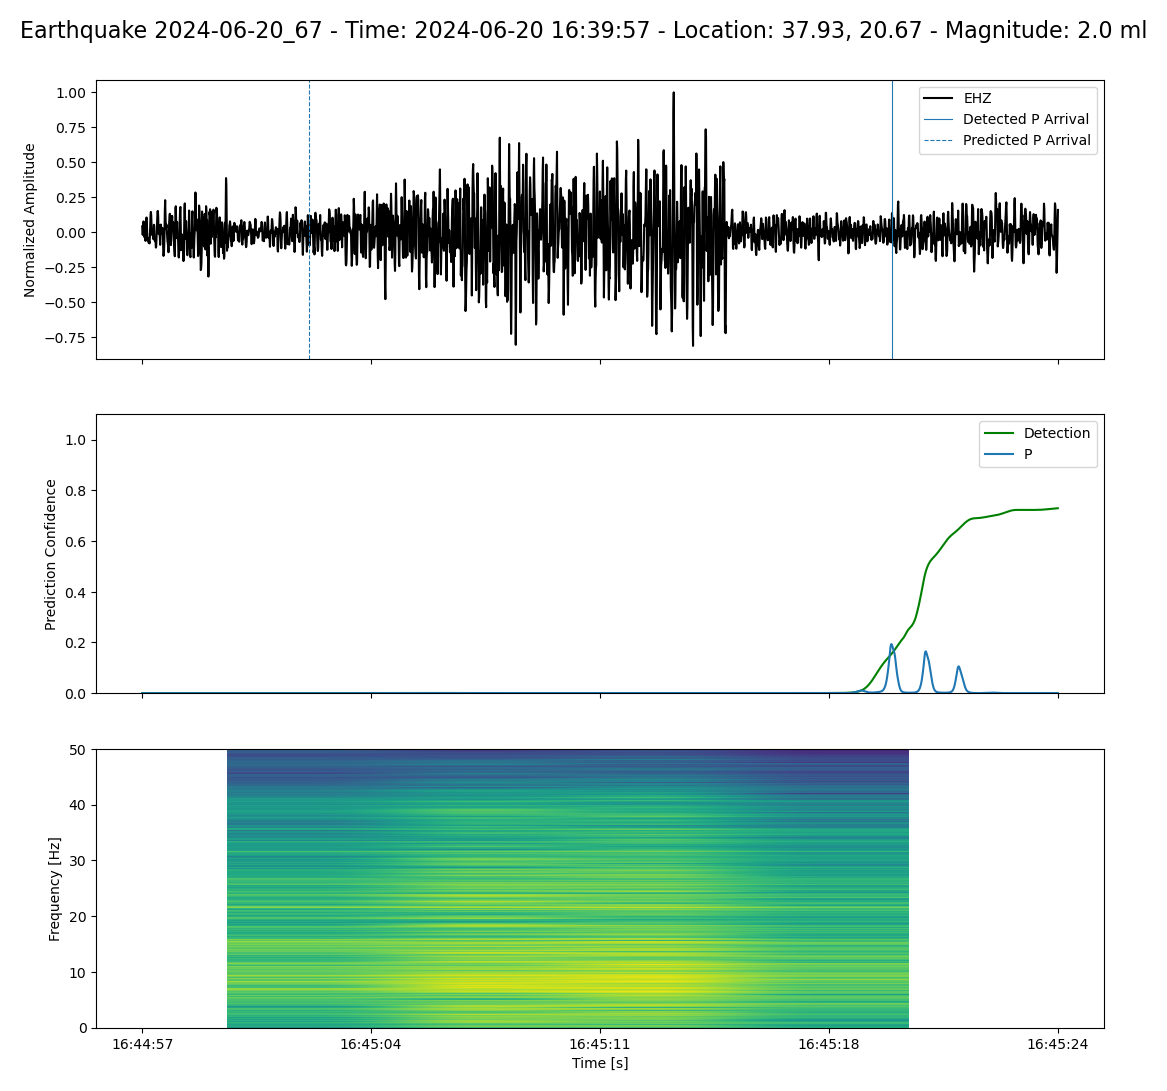 Earthquake 2024-06-20_67 - Time: 2024-06-20 16:39:57 - Location: 37.93, 20.67 - Magnitude: 2.0 ml
1.00
0.75
0.50
0.25
0.00
−0.25
−0.50
−0.75
Normalized Amplitude
EHZ
Detected P Arrival
Predicted P Arrival
1.0
0.8
0.6
0.4
0.2
0.0
Prediction Confidence
Detection
P
50
40
30
20
10
0
Frequency [Hz]
16:44:57
16:45:04
16:45:11
16:45:18
16:45:24
Time [s]